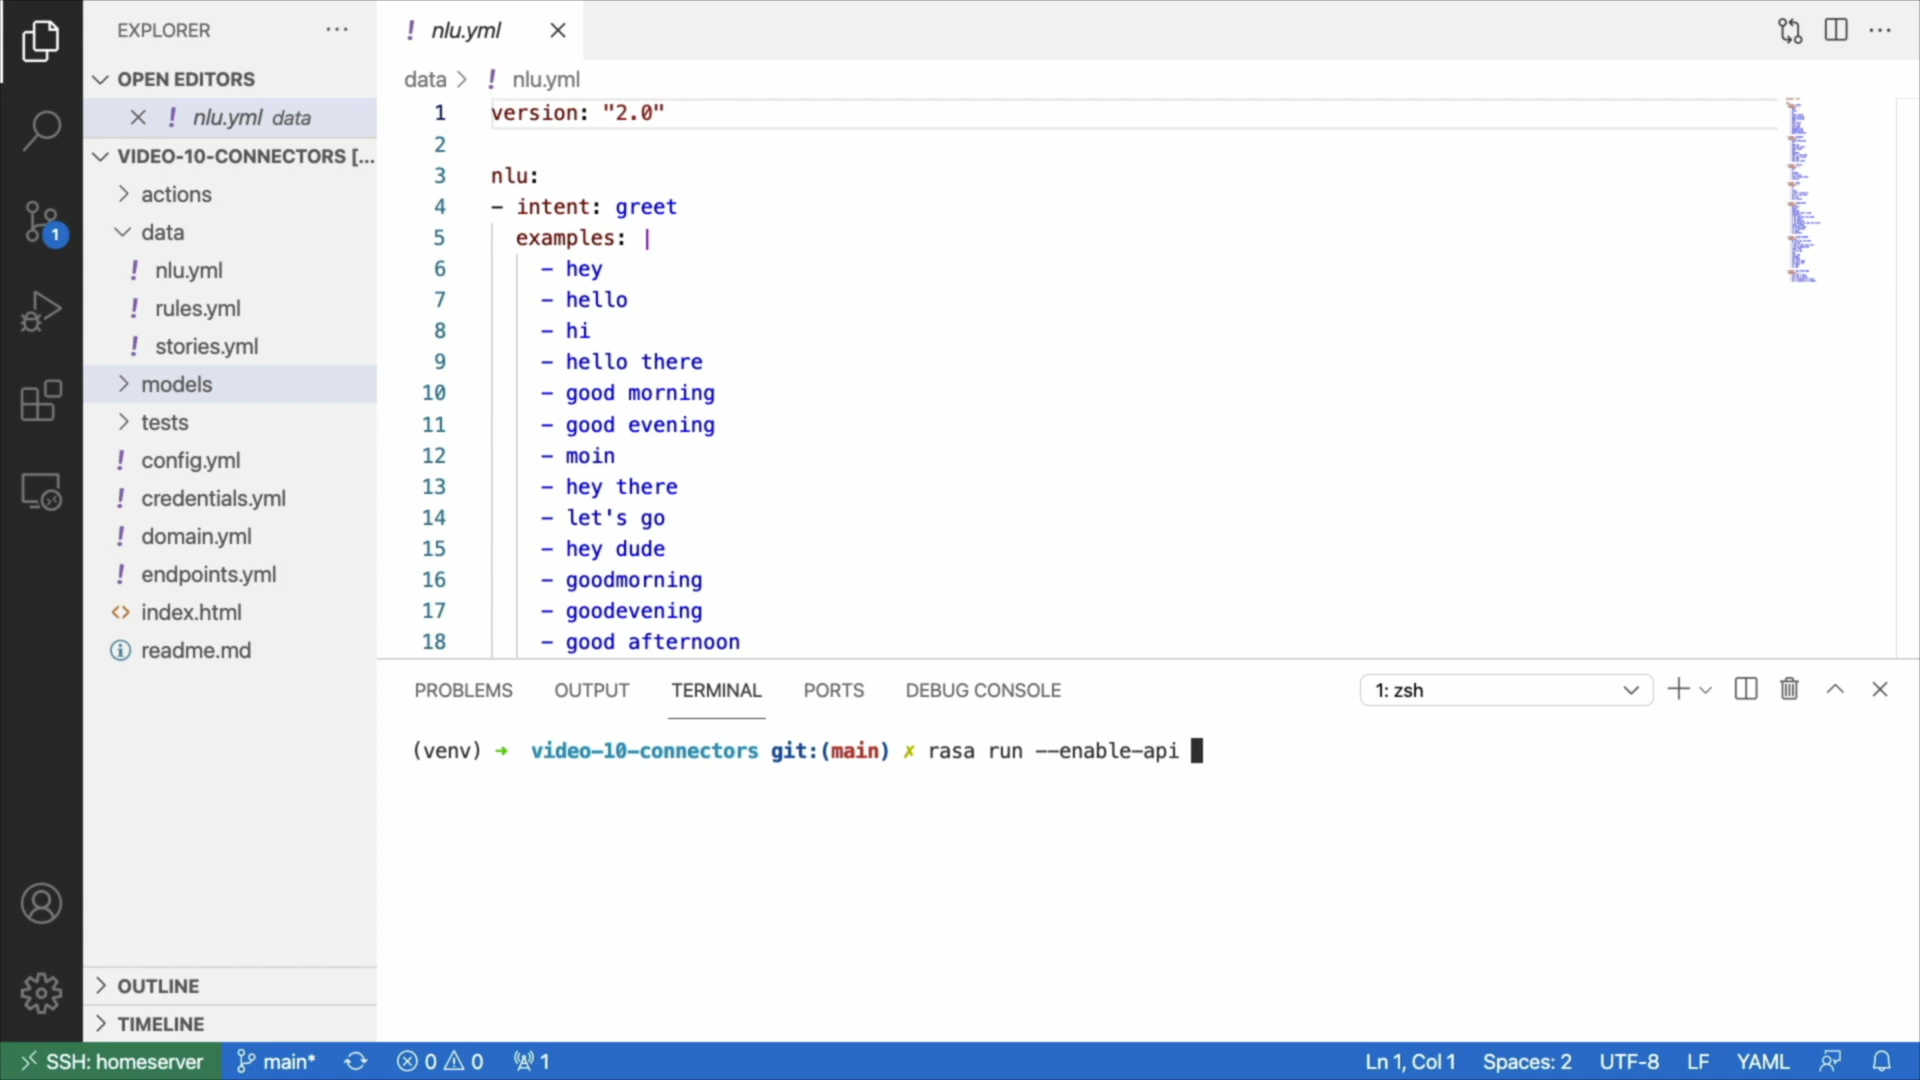 EXPLORER
OPEN EDITORS
nlu.yml data
VIDEO-10-CONNECTORS [...
actions
data
nlu.yml
rules.yml
stories.yml
models
tests
config.yml
credentials.yml
domain.yml
endpoints.yml
index.html
readme.md
OUTLINE
TIMELINE
1
! nlu.yml
data > ! nlu.yml
1 version: "2.0"
2
3 nlu:
4 - intent: greet
5 examples: |
6 - hey
7 - hello
8 - hi
9 - hello there
10 - good morning
11 - good evening
12 - moin
13 - hey there
14 - let's go
15 - hey dude
16 - goodmorning
17 - goodevening
18 - good afternoon
PROBLEMS OUTPUT TERMINAL PORTS DEBUG CONSOLE 1: zsh
(venv) ➜ video-10-connectors git:(main) ✗ rasa run --enable-api
SSH: homeserver main* 0 0 1 Ln 1, Col 1 Spaces: 2 UTF-8 LF YAML